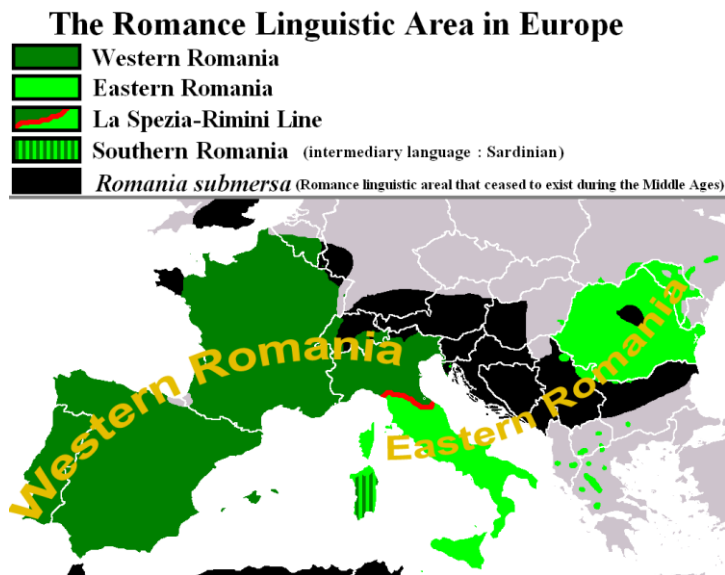 The Romance Linguistic Area in Europe
Western Romania
Eastern Romania
La Spezia-Rimini Line
Southern Romania (intermediary language : Sardinian)
Romania submersa (Romance linguistic areal that ceased to exist during the Middle Ages)
Western Romania
Eastern Romania